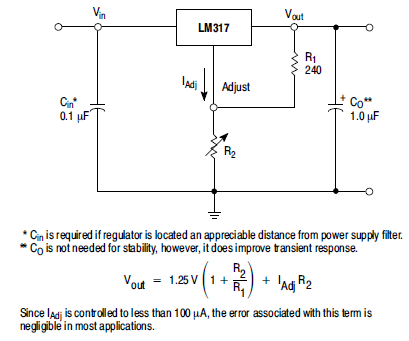 Vin
LM317
Vout
R1
240
IAdj
Adjust
Cin*
0.1 µF
+ CO**
1.0 µF
R2
* Cin is required if regulator is located an appreciable distance from power supply filter.
** CO is not needed for stability, however, it does improve transient response.
Vout = 1.25 V (1 + R2/R1) + IAdj R2
Since IAdj is controlled to less than 100 µA, the error associated with this term is
negligible in most applications.